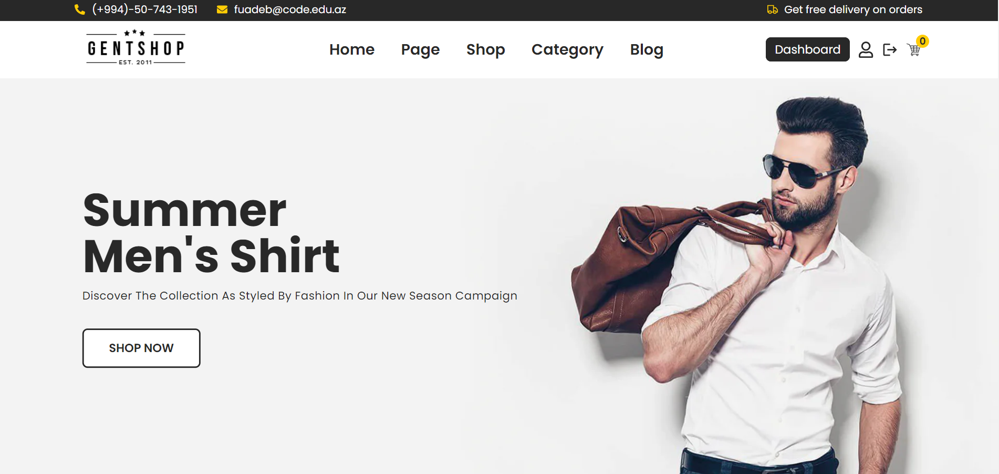 (+994)-50-743-1951
fuadeb@code.edu.az
Get free delivery on orders
GENTSHOP
EST. 2011
Home
Page
Shop
Category
Blog
Dashboard
0
Summer
Men's Shirt
Discover The Collection As Styled By Fashion In Our New Season Campaign
SHOP NOW